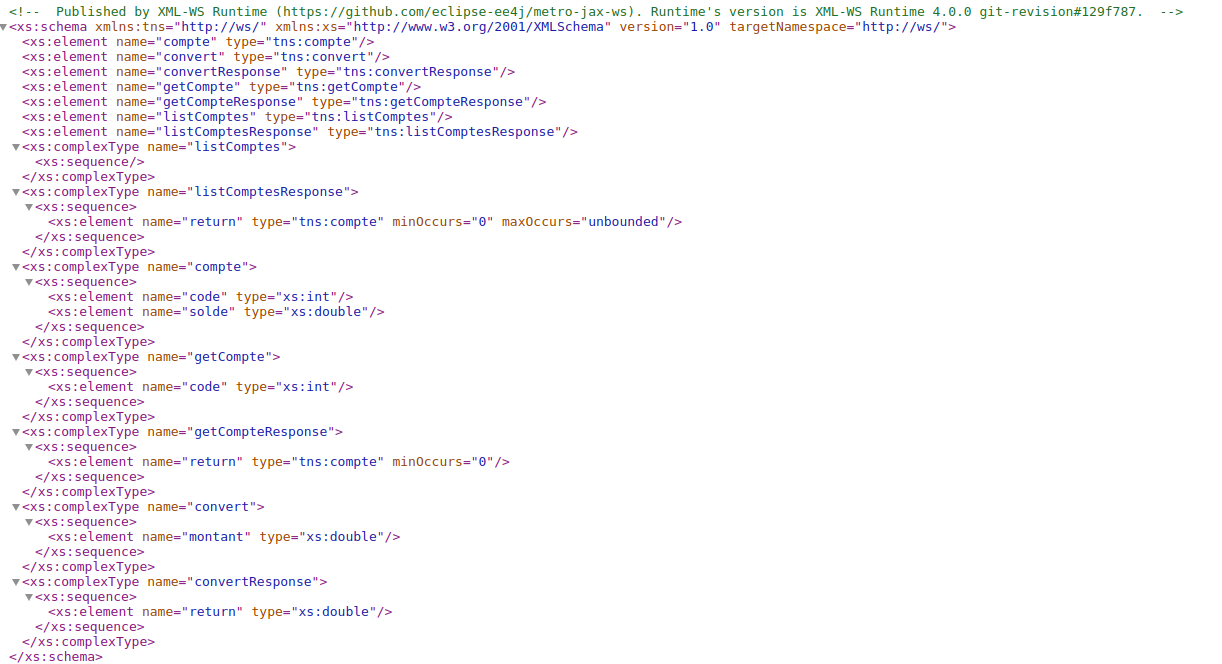 <!--  Published by XML-WS Runtime (https://github.com/eclipse-ee4j/metro-jax-ws). Runtime's version is XML-WS Runtime 4.0.0 git-revision#129f787.  -->
<xs:schema xmlns:tns="http://ws/" xmlns:xs="http://www.w3.org/2001/XMLSchema" version="1.0" targetNamespace="http://ws/">
<xs:element name="compte" type="tns:compte"/>
<xs:element name="convert" type="tns:convert"/>
<xs:element name="convertResponse" type="tns:convertResponse"/>
<xs:element name="getCompte" type="tns:getCompte"/>
<xs:element name="getCompteResponse" type="tns:getCompteResponse"/>
<xs:element name="listComptes" type="tns:listComptes"/>
<xs:element name="listComptesResponse" type="tns:listComptesResponse"/>
<xs:complexType name="listComptes">
<xs:sequence/>
</xs:complexType>
<xs:complexType name="listComptesResponse">
<xs:sequence>
<xs:element name="return" type="tns:compte" minOccurs="0" maxOccurs="unbounded"/>
</xs:sequence>
</xs:complexType>
<xs:complexType name="compte">
<xs:sequence>
<xs:element name="code" type="xs:int"/>
<xs:element name="solde" type="xs:double"/>
</xs:sequence>
</xs:complexType>
<xs:complexType name="getCompte">
<xs:sequence>
<xs:element name="code" type="xs:int"/>
</xs:sequence>
</xs:complexType>
<xs:complexType name="getCompteResponse">
<xs:sequence>
<xs:element name="return" type="tns:compte" minOccurs="0"/>
</xs:sequence>
</xs:complexType>
<xs:complexType name="convert">
<xs:sequence>
<xs:element name="montant" type="xs:double"/>
</xs:sequence>
</xs:complexType>
<xs:complexType name="convertResponse">
<xs:sequence>
<xs:element name="return" type="xs:double"/>
</xs:sequence>
</xs:complexType>
</xs:schema>